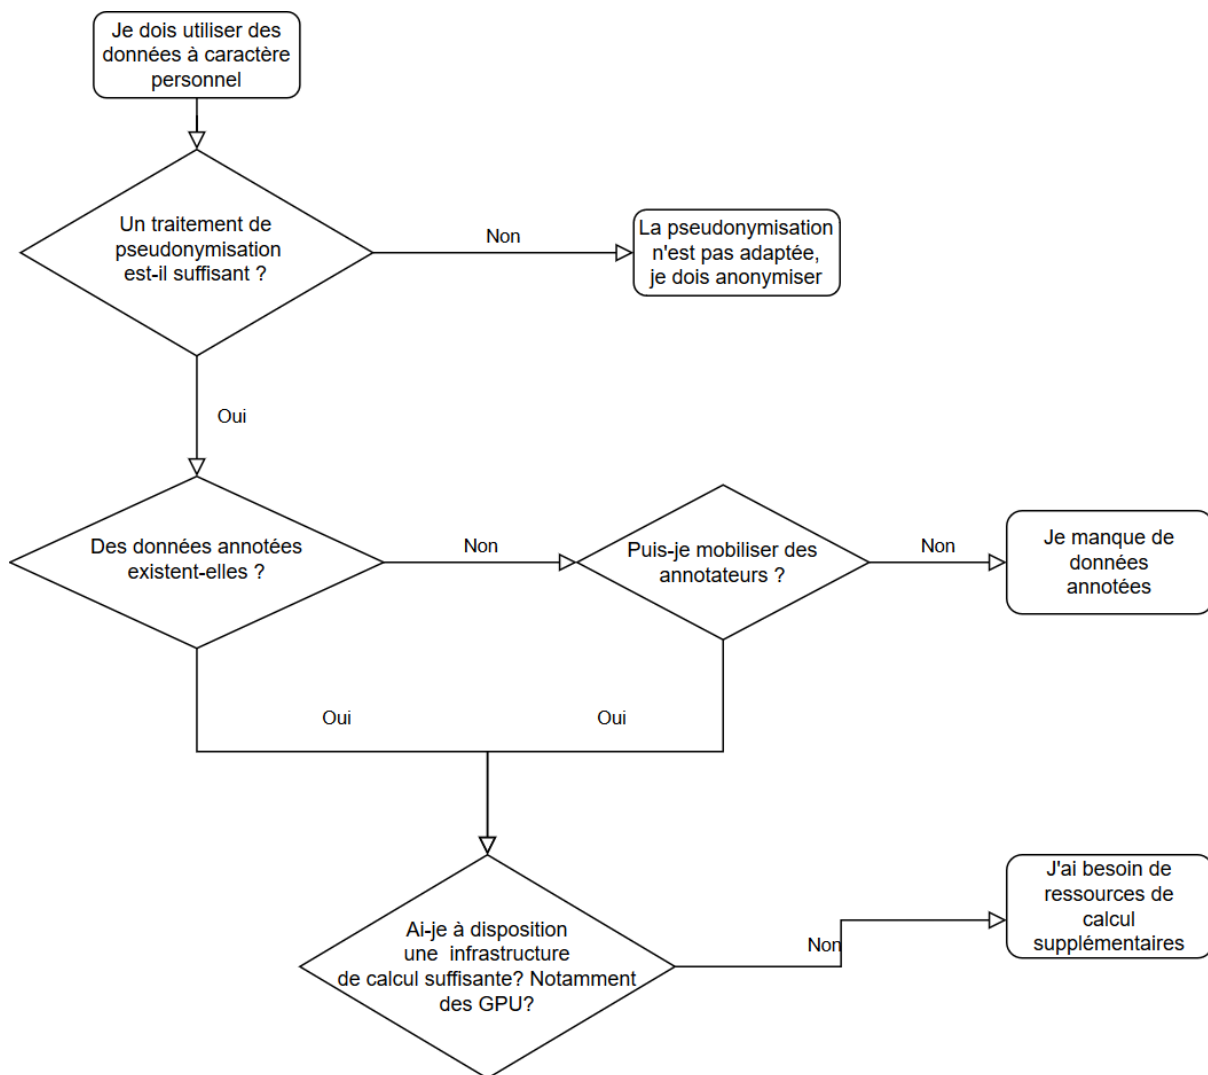 Je dois utiliser des
données à caractère
personnel
Un traitement de
pseudonymisation
est-il suffisant ?
Non
La pseudonymisation
n'est pas adaptée,
je dois anonymiser
Oui
Des données annotées
existent-elles ?
Non
Puis-je mobiliser des
annotateurs ?
Non
Je manque de
données
annotées
Oui
Oui
Ai-je à disposition
une infrastructure
de calcul suffisante? Notamment
des GPU?
Non
J'ai besoin de
ressources de
calcul
supplémentaires